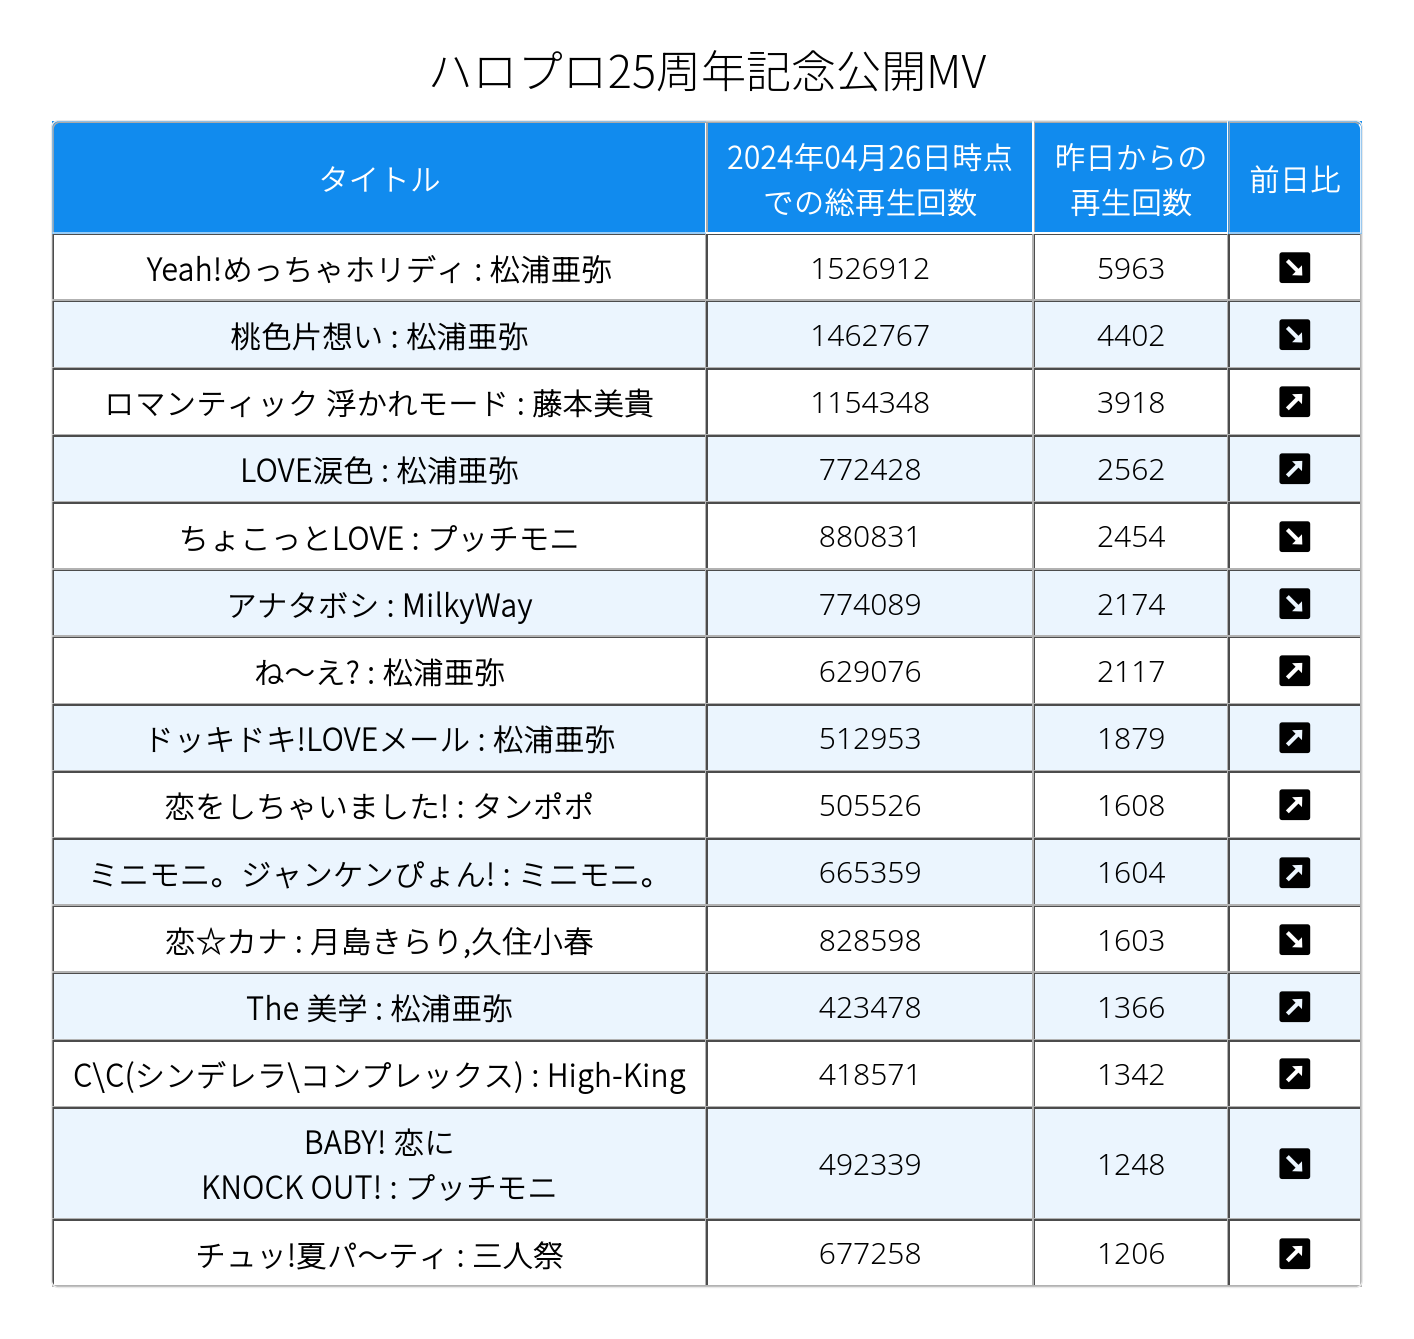 ハロプロ25周年記念公開MV
タイトル 2024年04月26日時点での総再生回数 昨日からの再生回数 前日比
Yeah!めっちゃホリディ : 松浦亜弥 1526912 5963 ↘
桃色片想い : 松浦亜弥 1462767 4402 ↘
ロマンティック 浮かれモード : 藤本美貴 1154348 3918 ↗
LOVE涙色 : 松浦亜弥 772428 2562 ↗
ちょこっとLOVE : プッチモニ 880831 2454 ↘
アナタボシ : MilkyWay 774089 2174 ↘
ね～え? : 松浦亜弥 629076 2117 ↗
ドッキドキ!LOVEメール : 松浦亜弥 512953 1879 ↗
恋をしちゃいました! : タンポポ 505526 1608 ↗
ミニモニ。ジャンケンぴょん! : ミニモニ。 665359 1604 ↗
恋☆カナ : 月島きらり,久住小春 828598 1603 ↘
The 美学 : 松浦亜弥 423478 1366 ↗
C\C(シンデレラ\コンプレックス) : High-King 418571 1342 ↗
BABY! 恋に
KNOCK OUT! : プッチモニ 492339 1248 ↘
チュッ!夏パ～ティ : 三人祭 677258 1206 ↗